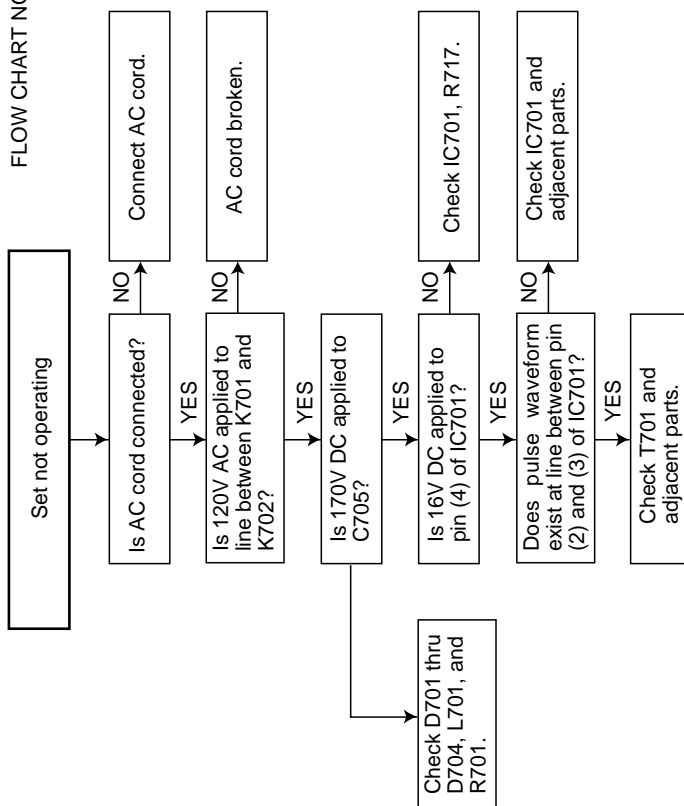 FLOW CHART NO
Set not operating
Is AC cord connected?
NO
Connect AC cord.
YES
Is 120V AC applied to
line between K701 and
K702?
NO
AC cord broken.
YES
Is 170V DC applied to
C705?
Check D701 thru
D704, L701, and
R701.
YES
Is 16V DC applied to
pin (4) of IC701?
NO
Check IC701, R717.
YES
Does pulse waveform
exist at line between pin
(2) and (3) of IC701?
NO
Check IC701 and
adjacent parts.
YES
Check T701 and
adjacent parts.